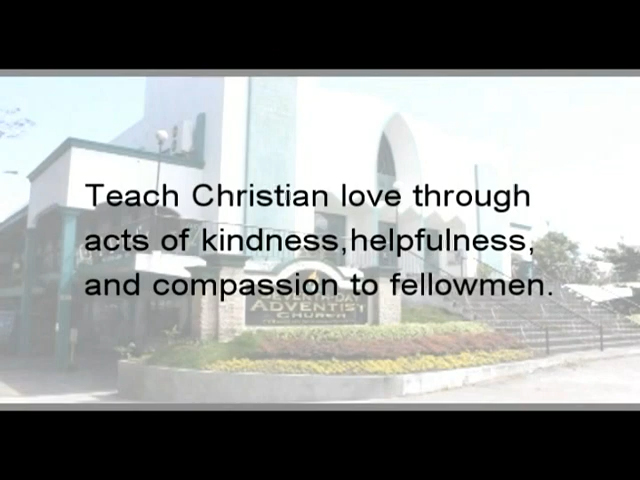 Teach Christian love through
acts of kindness,helpfulness,
and compassion to fellowmen.
ADVENTIST
CHURCH